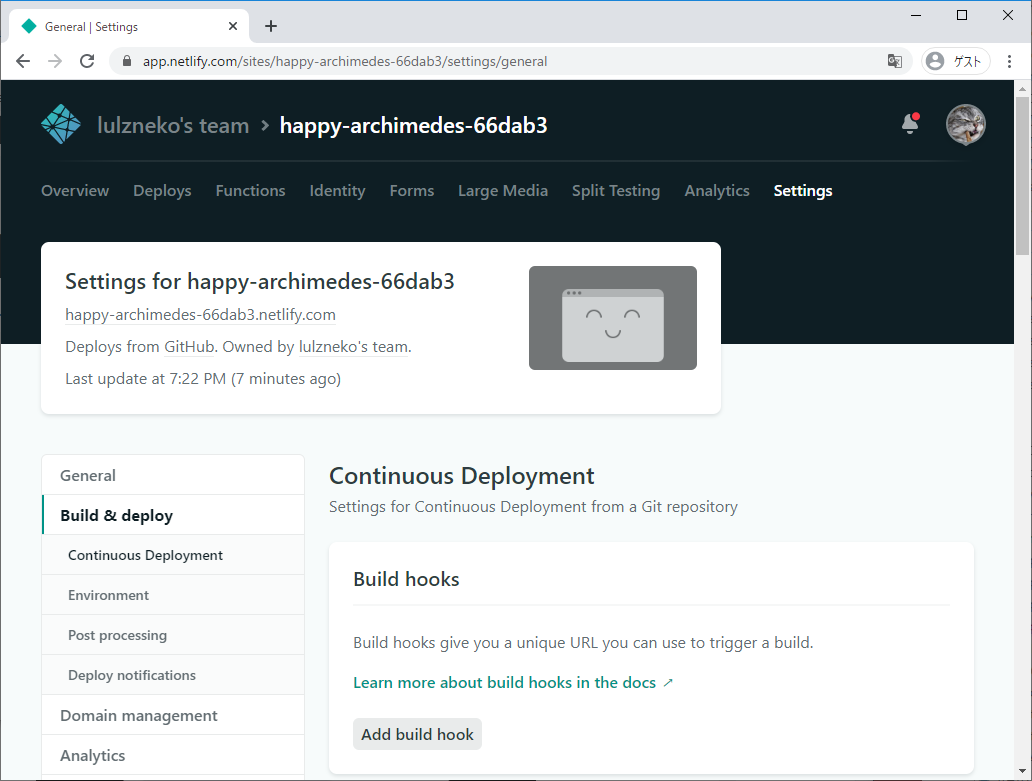 General | Settings
app.netlify.com/sites/happy-archimedes-66dab3/settings/general
ゲスト
lulzneko's team > happy-archimedes-66dab3
Overview Deploys Functions Identity Forms Large Media Split Testing Analytics Settings
Settings for happy-archimedes-66dab3
happy-archimedes-66dab3.netlify.com
Deploys from GitHub. Owned by lulzneko's team.
Last update at 7:22 PM (7 minutes ago)
General
Build & deploy
Continuous Deployment
Environment
Post processing
Deploy notifications
Domain management
Analytics
Continuous Deployment
Settings for Continuous Deployment from a Git repository
Build hooks
Build hooks give you a unique URL you can use to trigger a build.
Learn more about build hooks in the docs ↗
Add build hook